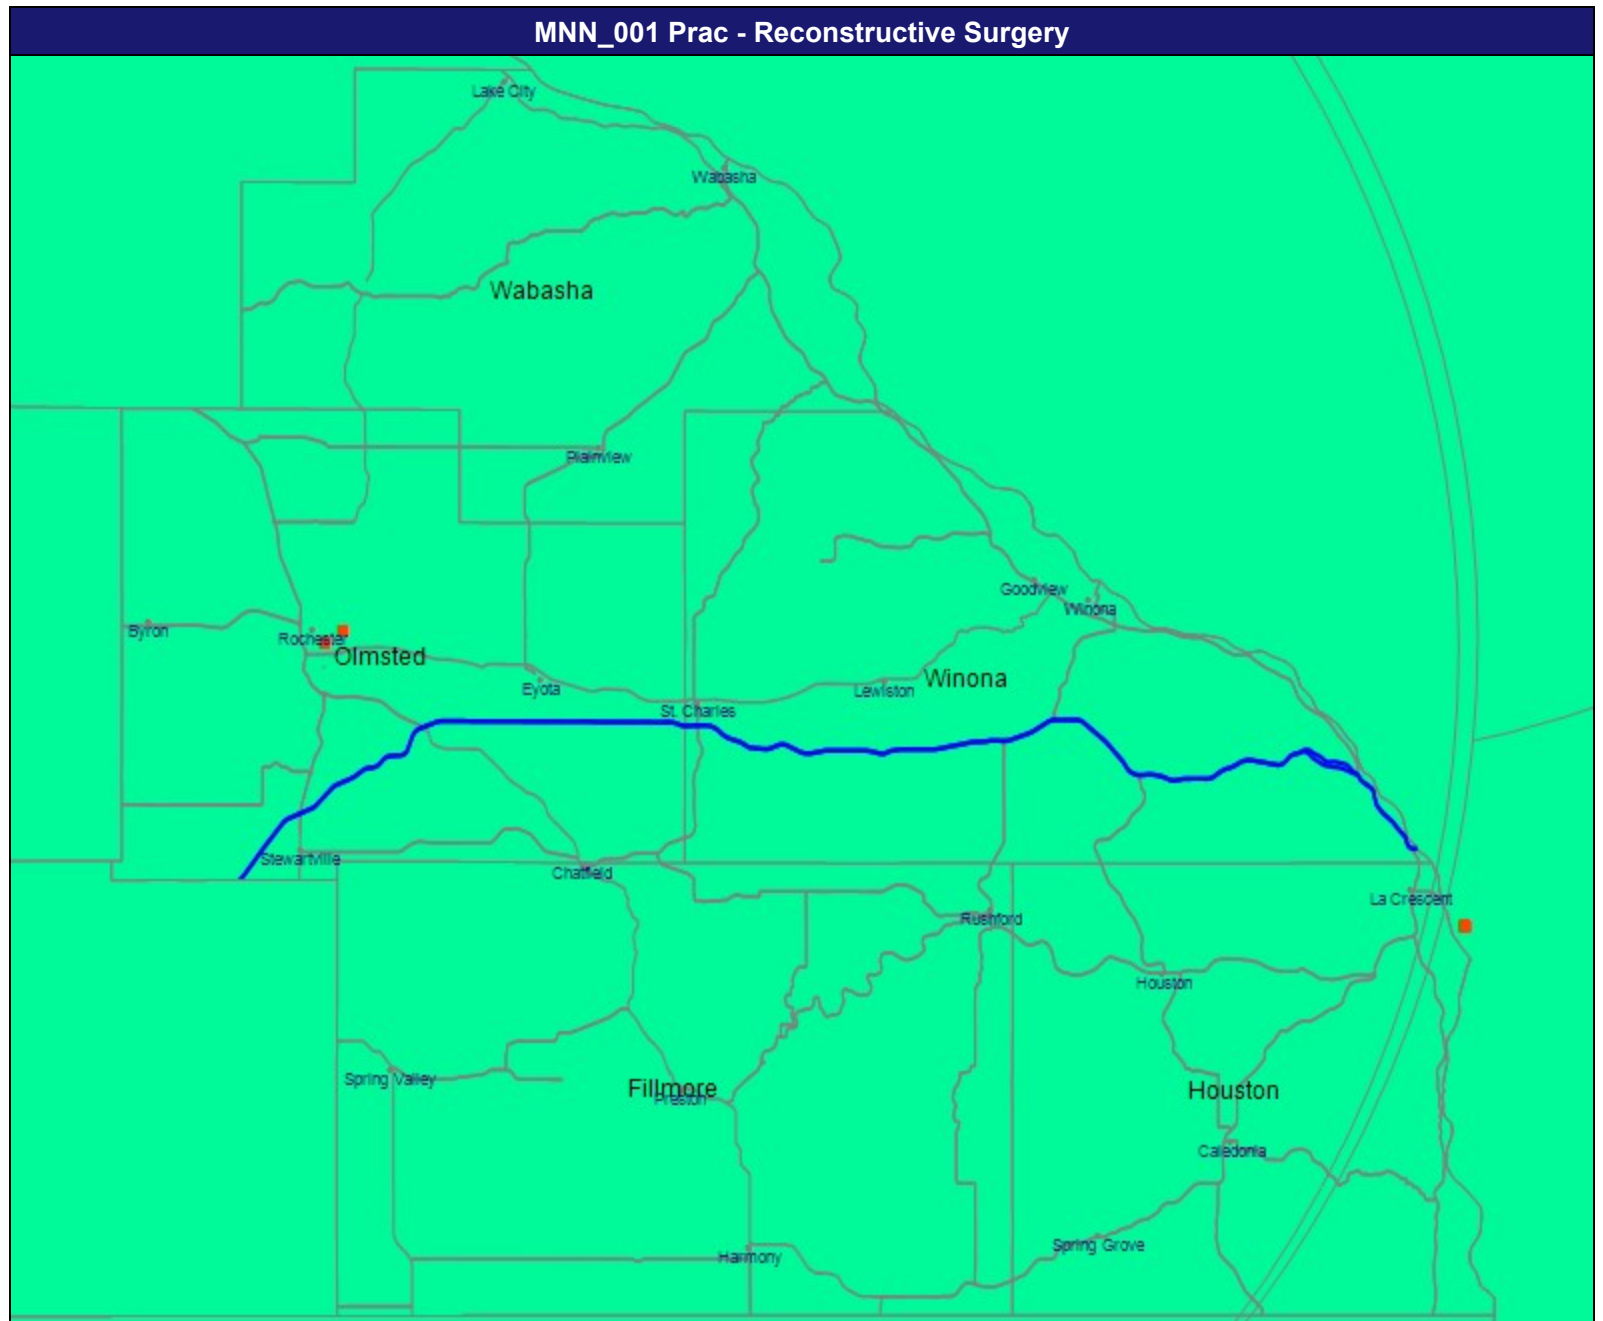 MNN_001 Prac - Reconstructive Surgery
Lake City
Wabasha
Wabasha
Plainview
Goodview
Winona
Byron
Rochester
Olmsted
Eyota
Lewiston
Winona
St. Charles
Stewartville
Chatfield
La Crescent
Rushford
Houston
Spring Valley
Fillmore
Preston
Houston
Caledonia
Harmony
Spring Grove